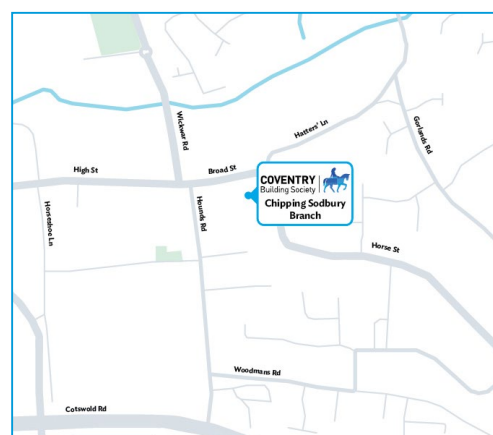 Wickwar Rd
Hatters' Ln
Gorlands Rd
High St
Broad St
COVENTRY
Building Society
Chipping Sodbury
Branch
Horseshoe Ln
Hounds Rd
Horse St
Woodmans Rd
Cotswold Rd